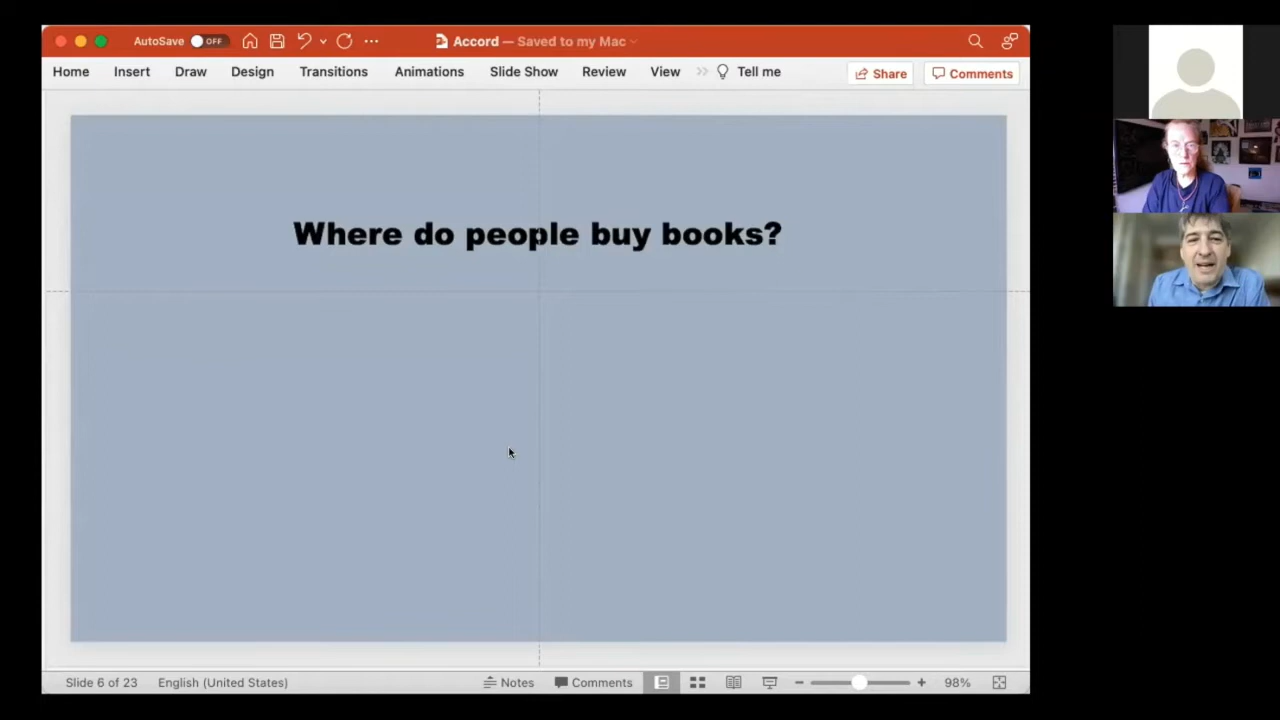 AutoSave OFF Accord — Saved to my Mac
Home Insert Draw Design Transitions Animations Slide Show Review View Tell me Share Comments
Where do people buy books?
Slide 6 of 23 English (United States) Notes Comments 98%